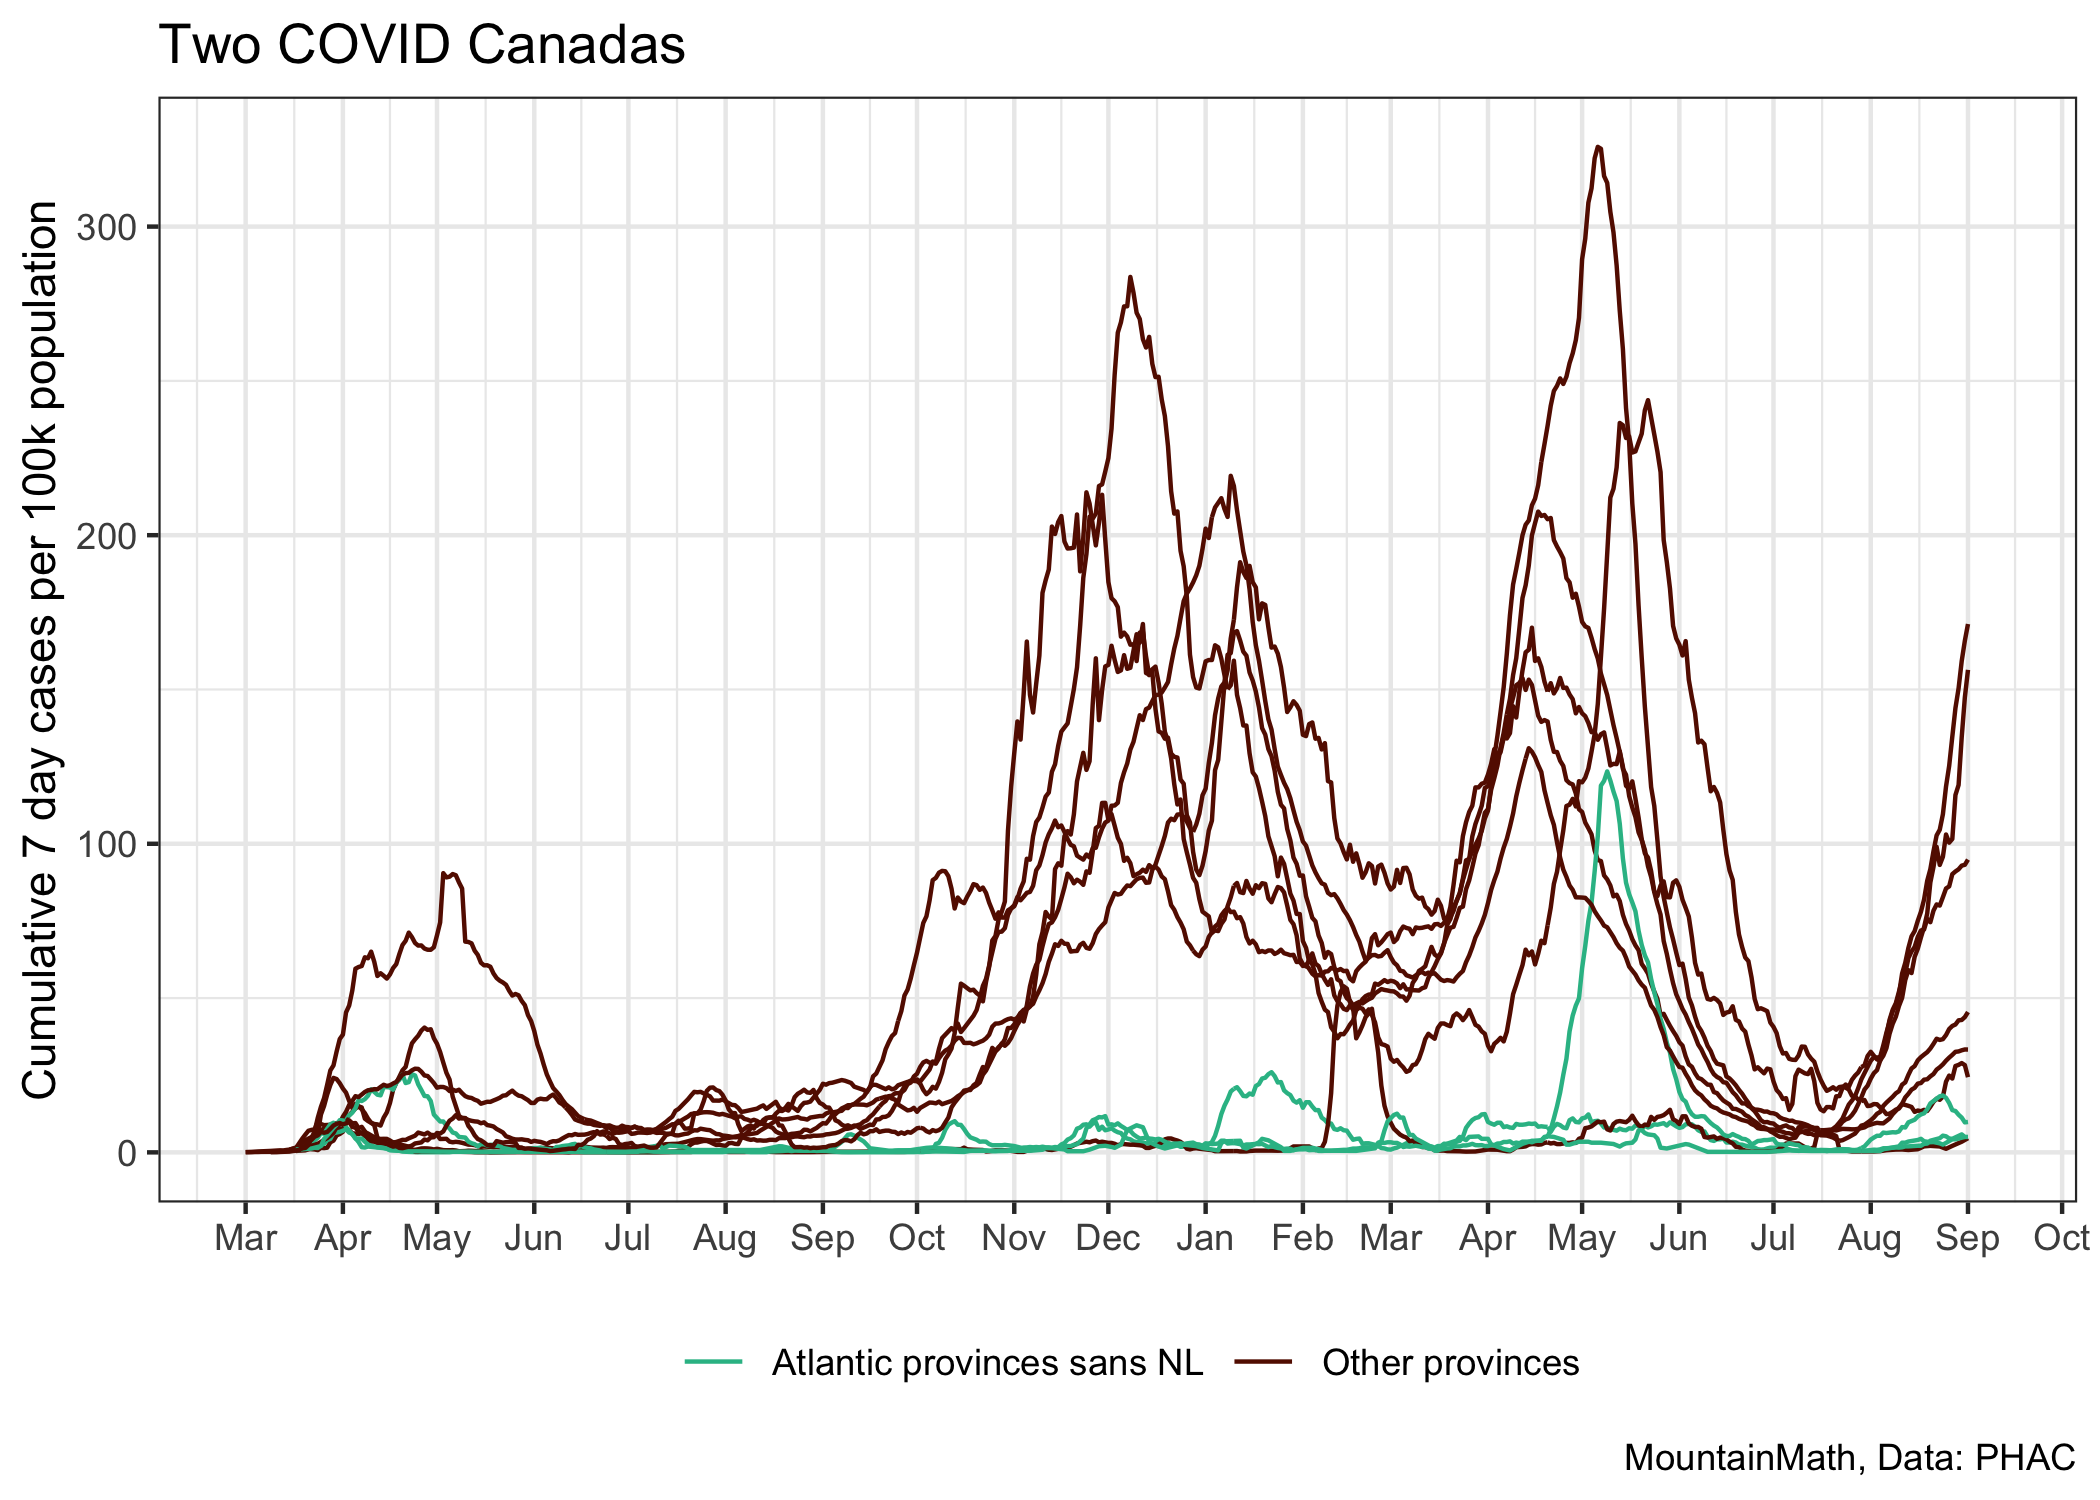 Two COVID Canadas
Cumulative 7 day cases per 100k population
300
200
100
0
Mar Apr May Jun Jul Aug Sep Oct Nov Dec Jan Feb Mar Apr May Jun Jul Aug Sep Oct
Atlantic provinces sans NL Other provinces
MountainMath, Data: PHAC